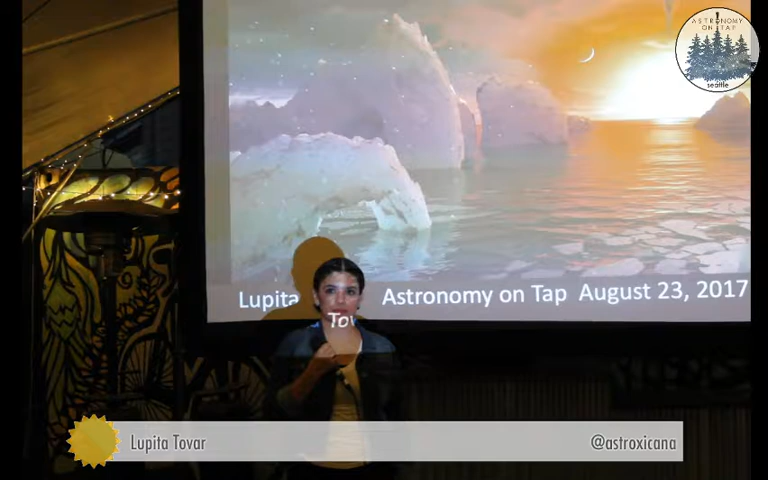 ASTRONOMY
ON TAP
seattle
Lupita Tov Astronomy on Tap August 23, 2017
Lupita Tovar @astroxicana